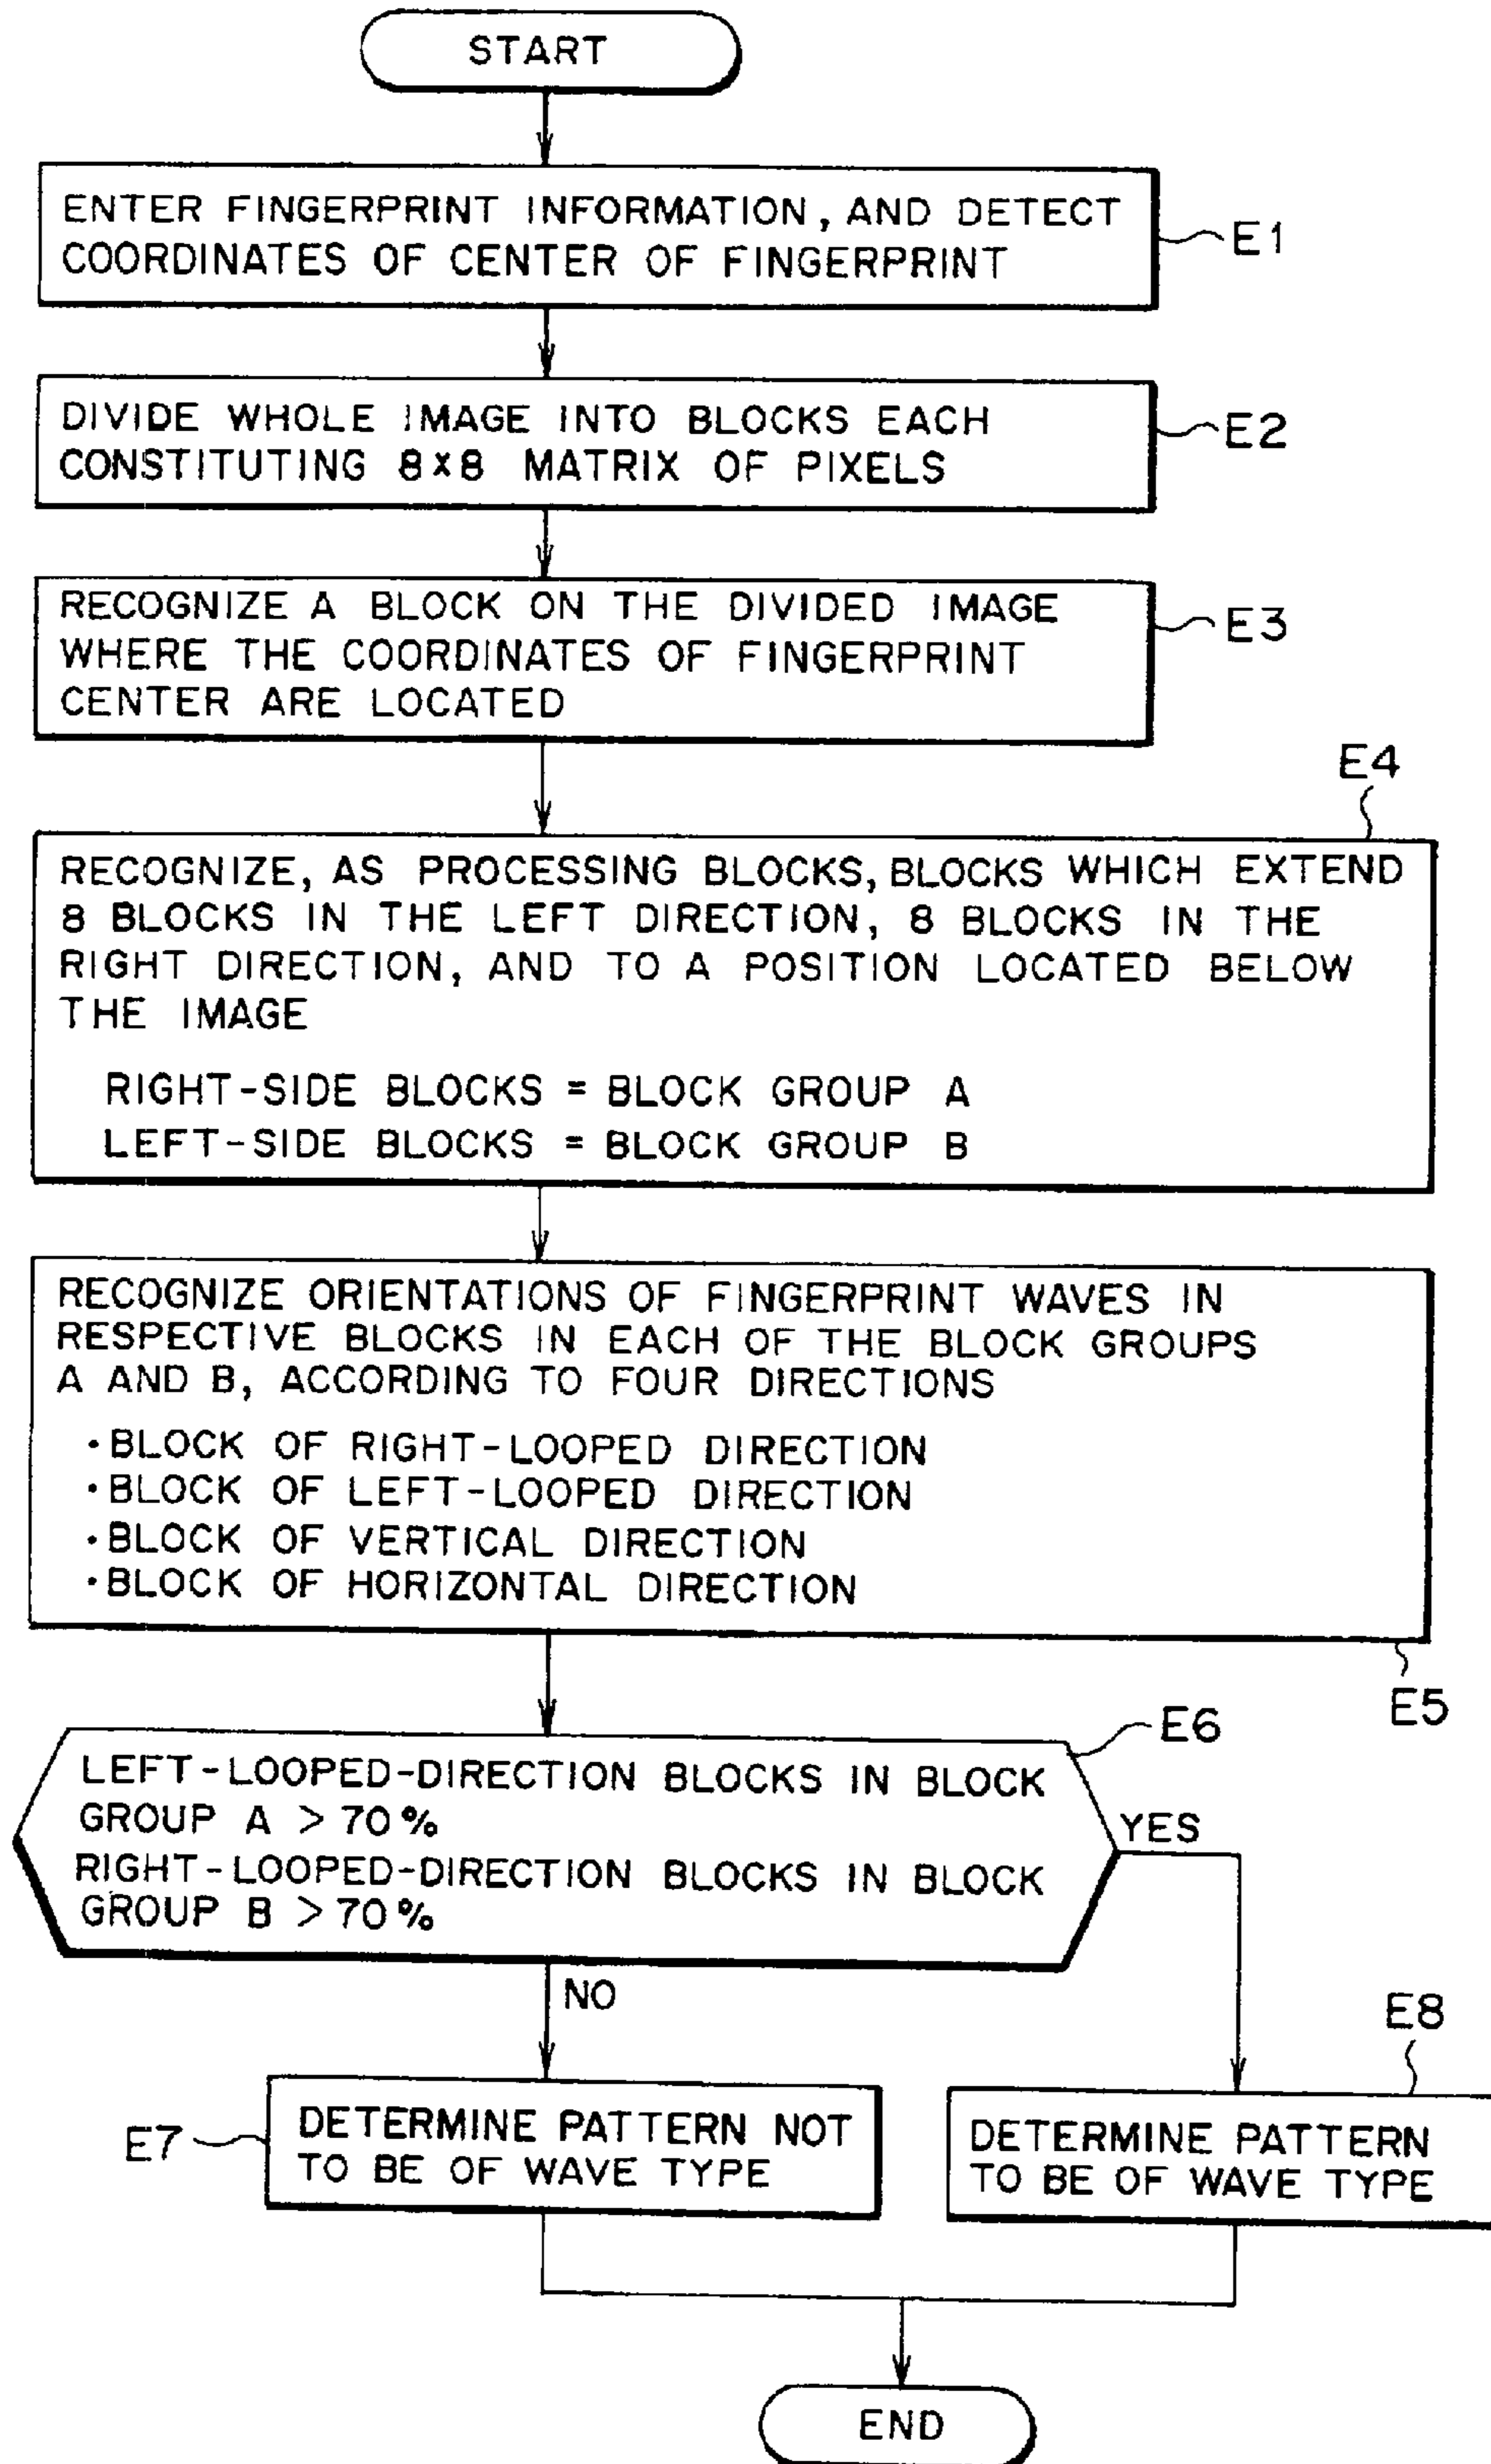 START
ENTER FINGERPRINT INFORMATION, AND DETECT
COORDINATES OF CENTER OF FINGERPRINT
E1
DIVIDE WHOLE IMAGE INTO BLOCKS EACH
CONSTITUTING 8×8 MATRIX OF PIXELS
E2
RECOGNIZE A BLOCK ON THE DIVIDED IMAGE
WHERE THE COORDINATES OF FINGERPRINT
CENTER ARE LOCATED
E3
E4
RECOGNIZE, AS PROCESSING BLOCKS, BLOCKS WHICH EXTEND
8 BLOCKS IN THE LEFT DIRECTION, 8 BLOCKS IN THE
RIGHT DIRECTION, AND TO A POSITION LOCATED BELOW
THE IMAGE
RIGHT-SIDE BLOCKS = BLOCK GROUP A
LEFT-SIDE BLOCKS = BLOCK GROUP B
RECOGNIZE ORIENTATIONS OF FINGERPRINT WAVES IN
RESPECTIVE BLOCKS IN EACH OF THE BLOCK GROUPS
A AND B, ACCORDING TO FOUR DIRECTIONS
·BLOCK OF RIGHT-LOOPED DIRECTION
·BLOCK OF LEFT-LOOPED DIRECTION
·BLOCK OF VERTICAL DIRECTION
·BLOCK OF HORIZONTAL DIRECTION
E5
E6
LEFT-LOOPED-DIRECTION BLOCKS IN BLOCK
GROUP A > 70%
RIGHT-LOOPED-DIRECTION BLOCKS IN BLOCK
GROUP B > 70%
YES
NO
E8
E7
DETERMINE PATTERN NOT
TO BE OF WAVE TYPE
DETERMINE PATTERN
TO BE OF WAVE TYPE
END